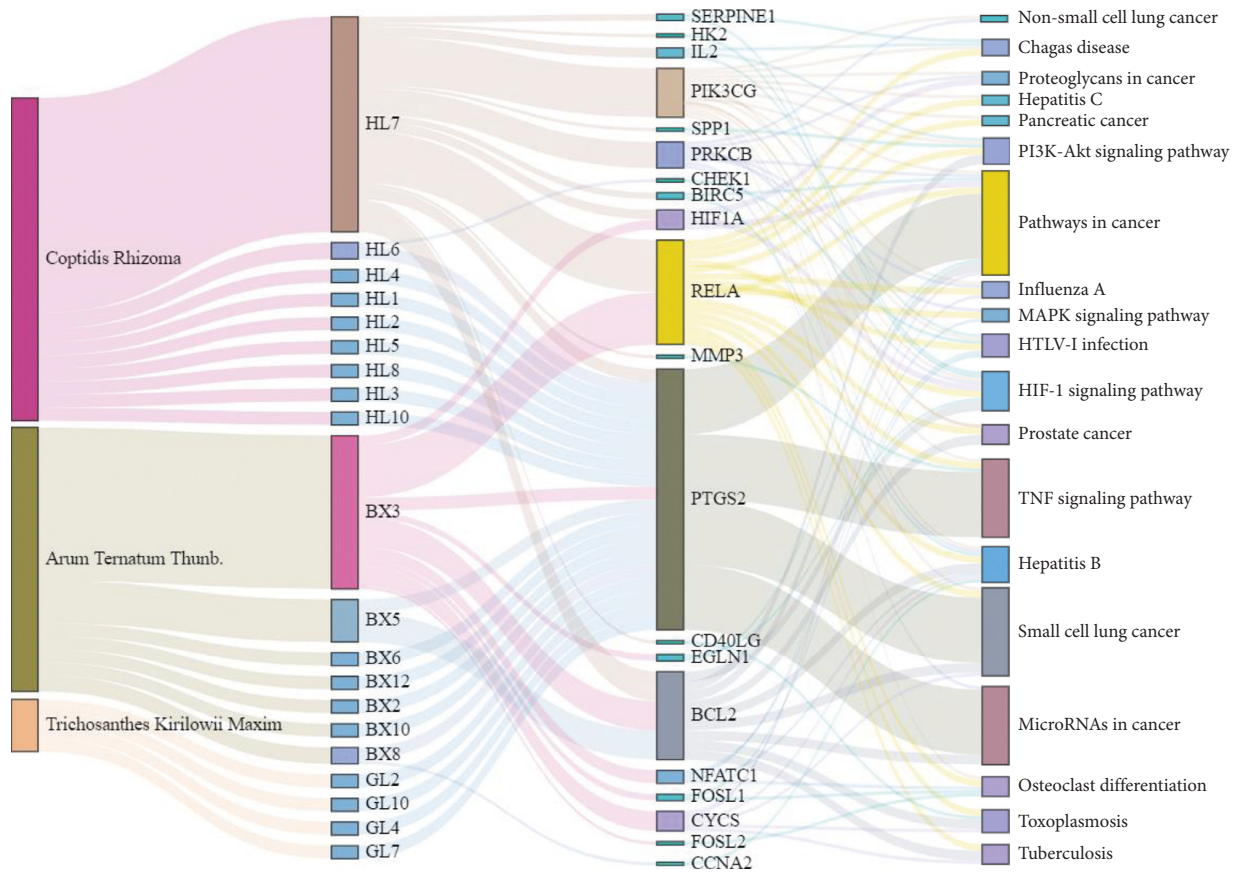 Coptidis Rhizoma
Arum Ternatum Thunb.
Trichosanthes Kirilowii Maxim
HL7
HL6
HL4
HL1
HL2
HL5
HL8
HL3
HL10
BX3
BX5
BX6
BX12
BX2
BX10
BX8
GL2
GL10
GL4
GL7
SERPINE1
HK2
IL2
PIK3CG
SPP1
PRKCB
CHEK1
BIRC5
HIF1A
RELA
MMP3
PTGS2
CD40LG
EGLN1
BCL2
NFATC1
FOSL1
CYCS
FOSL2
CCNA2
Non-small cell lung cancer
Chagas disease
Proteoglycans in cancer
Hepatitis C
Pancreatic cancer
PI3K-Akt signaling pathway
Pathways in cancer
Influenza A
MAPK signaling pathway
HTLV-I infection
HIF-1 signaling pathway
Prostate cancer
TNF signaling pathway
Hepatitis B
Small cell lung cancer
MicroRNAs in cancer
Osteoclast differentiation
Toxoplasmosis
Tuberculosis